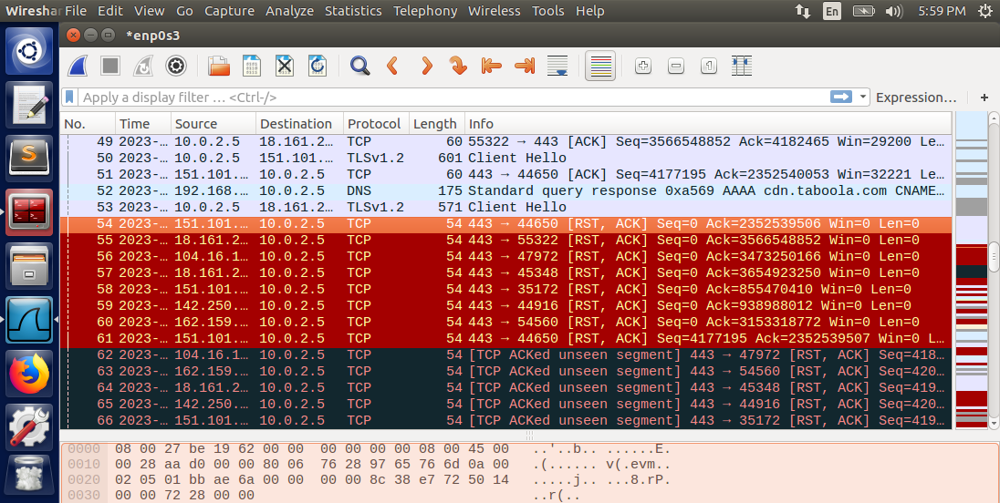 Wireshar File Edit View Go Capture Analyze Statistics Telephony Wireless Tools Help En 5:59 PM
*enp0s3
Apply a display filter … <Ctrl-/> Expression… +
No. Time Source Destination Protocol Length Info
49 2023-… 10.0.2.5 18.161.2… TCP 60 55322 → 443 [ACK] Seq=3566548852 Ack=4182465 Win=29200 Le…
50 2023-… 10.0.2.5 151.101.… TLSv1.2 601 Client Hello
51 2023-… 151.101.… 10.0.2.5 TCP 60 443 → 44650 [ACK] Seq=4177195 Ack=2352540053 Win=32221 Le…
52 2023-… 192.168.… 10.0.2.5 DNS 175 Standard query response 0xa569 AAAA cdn.taboola.com CNAME…
53 2023-… 10.0.2.5 18.161.2… TLSv1.2 571 Client Hello
54 2023-… 151.101.… 10.0.2.5 TCP 54 443 → 44650 [RST, ACK] Seq=0 Ack=2352539506 Win=0 Len=0
55 2023-… 18.161.2… 10.0.2.5 TCP 54 443 → 55322 [RST, ACK] Seq=0 Ack=3566548852 Win=0 Len=0
56 2023-… 104.16.1… 10.0.2.5 TCP 54 443 → 47972 [RST, ACK] Seq=0 Ack=3473250166 Win=0 Len=0
57 2023-… 18.161.2… 10.0.2.5 TCP 54 443 → 45348 [RST, ACK] Seq=0 Ack=3654923250 Win=0 Len=0
58 2023-… 151.101.… 10.0.2.5 TCP 54 443 → 35172 [RST, ACK] Seq=0 Ack=855470410 Win=0 Len=0
59 2023-… 142.250.… 10.0.2.5 TCP 54 443 → 44916 [RST, ACK] Seq=0 Ack=938988012 Win=0 Len=0
60 2023-… 162.159.… 10.0.2.5 TCP 54 443 → 54560 [RST, ACK] Seq=0 Ack=3153318772 Win=0 Len=0
61 2023-… 151.101.… 10.0.2.5 TCP 54 443 → 44650 [RST, ACK] Seq=4177195 Ack=2352539507 Win=0 L…
62 2023-… 104.16.1… 10.0.2.5 TCP 54 [TCP ACKed unseen segment] 443 → 47972 [RST, ACK] Seq=418…
63 2023-… 162.159.… 10.0.2.5 TCP 54 [TCP ACKed unseen segment] 443 → 54560 [RST, ACK] Seq=420…
64 2023-… 18.161.2… 10.0.2.5 TCP 54 [TCP ACKed unseen segment] 443 → 45348 [RST, ACK] Seq=419…
65 2023-… 142.250.… 10.0.2.5 TCP 54 [TCP ACKed unseen segment] 443 → 44916 [RST, ACK] Seq=420…
66 2023-… 151.101.… 10.0.2.5 TCP 54 [TCP ACKed unseen segment] 443 → 35172 [RST, ACK] Seq=419…
0000 08 00 27 be 19 62 00 00 00 00 00 00 08 00 45 00 ..'..b.. ......E.
0010 00 28 aa d0 00 00 80 06 76 28 97 65 76 6d 0a 00 .(...... v(.evm..
0020 02 05 01 bb ae 6a 00 00 00 00 8c 38 e7 72 50 14 .....j.. ...8.rP.
0030 00 00 72 28 00 00 ..r(..